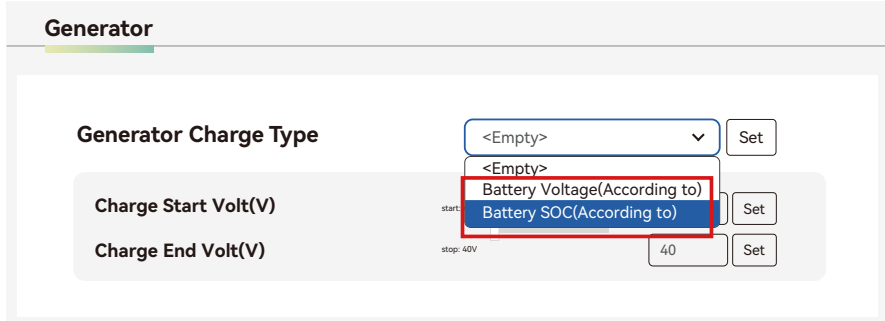 Generator
Generator Charge Type
<Empty>
Set
<Empty>
Battery Voltage(According to)
Battery SOC(According to)
Charge Start Volt(V)
start:
Set
Charge End Volt(V)
stop: 40V
40
Set